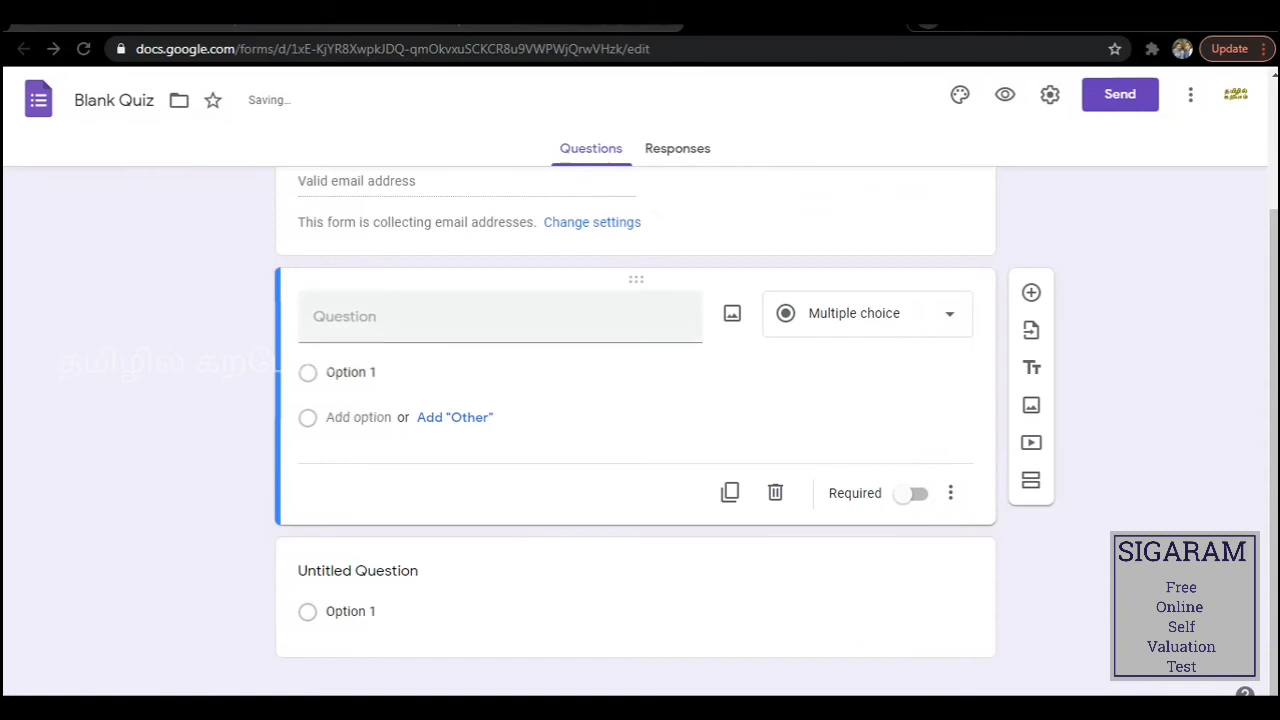 docs.google.com/forms/d/1xE-KjYR8XwpkJDQ-qmOkvxuSCKCR8u9VWPWjQrwVHzk/edit
Update
Blank Quiz
Saving...
Send
Questions
Responses
Valid email address
This form is collecting email addresses. Change settings
Question
Multiple choice
தமிழில் கற
Option 1
Add option or Add "Other"
Required
Untitled Question
Option 1
SIGARAM
Free
Online
Self
Valuation
Test